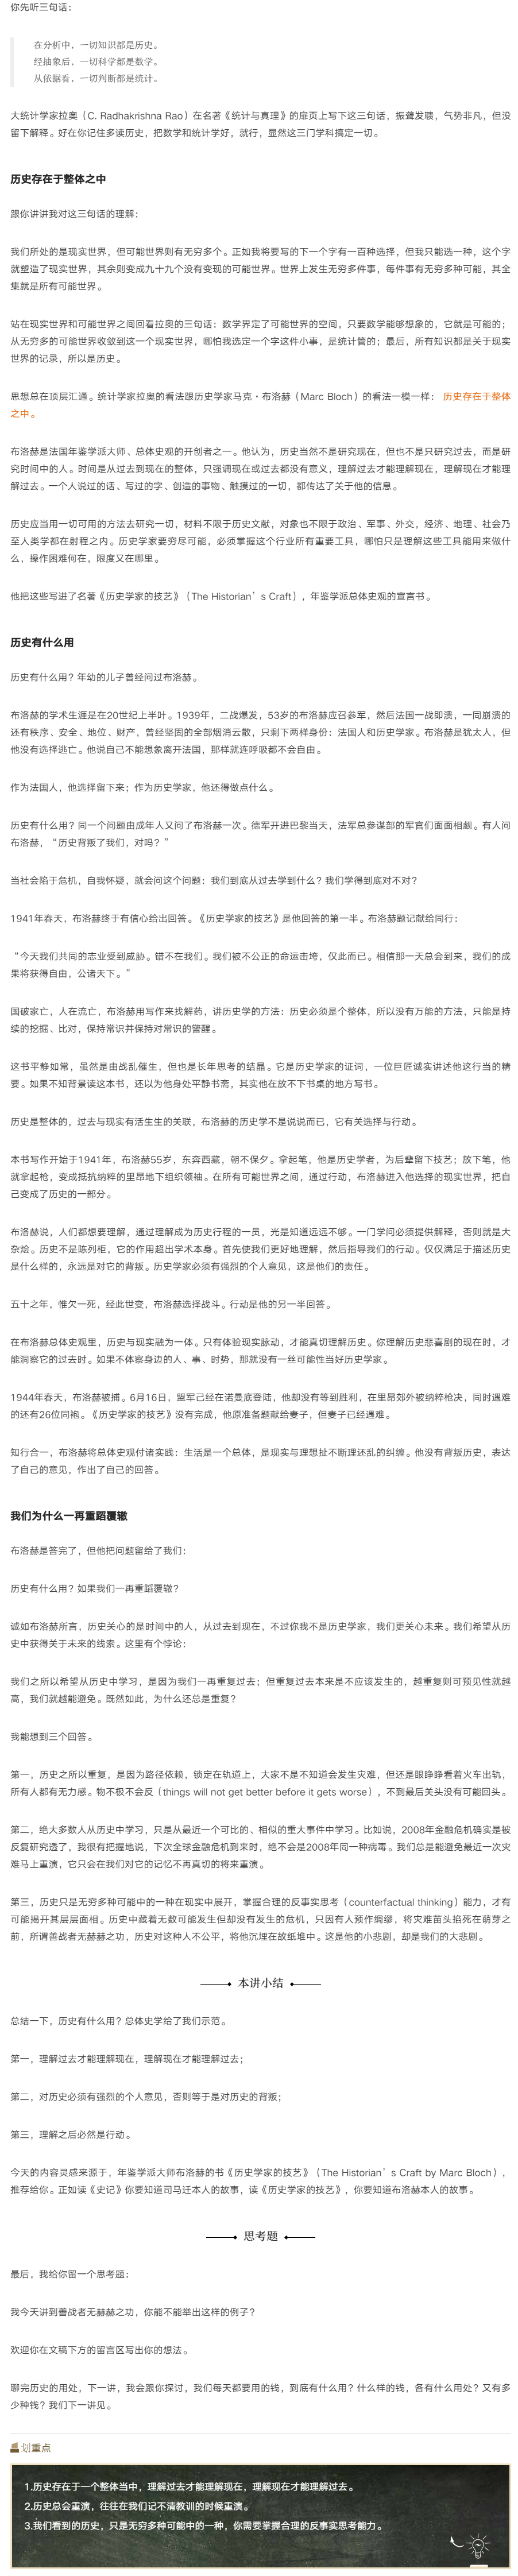 你先听三句话：
在分析中，一切知识都是历史。
经抽象后，一切科学都是数学。
从依据看，一切判断都是统计。
大统计学家拉奥（C. Radhakrishna Rao）在名著《统计与真理》的扉页上写下这三句话，振聋发聩，气势非凡，但没
留下解释。好在你记住多读历史，把数学和统计学好，就行，显然这三门学科搞定一切。
历史存在于整体之中
跟你讲讲我对这三句话的理解：
我们所处的是现实世界，但可能世界则有无穷多个。正如我将要写的下一个字有一百种选择，但我只能选一种，这个字
就塑造了现实世界，其余则变成九十九个没有变现的可能世界。世界上发生无穷多件事，每件事有无穷多种可能，其全
集就是所有可能世界。
站在现实世界和可能世界之间回看拉奥的三句话：数学界定了可能世界的空间，只要数学能够想象的，它就是可能的；
从无穷多的可能世界收敛到这一个现实世界，哪怕我选定一个字这件小事，是统计管的；最后，所有知识都是关于现实
世界的记录，所以是历史。
思想总在顶层汇通。统计学家拉奥的看法跟历史学家马克·布洛赫（Marc Bloch）的看法一模一样： 历史存在于整体
之中。
布洛赫是法国年鉴学派大师、总体史观的开创者之一。他认为，历史当然不是研究现在，但也不是只研究过去，而是研
究时间中的人。时间是从过去到现在的整体，只强调现在或过去都没有意义，理解过去才能理解现在，理解现在才能理
解过去。一个人说过的话、写过的字、创造的事物、触摸过的一切，都传达了关于他的信息。
历史应当用一切可用的方法去研究一切，材料不限于历史文献，对象也不限于政治、军事、外交，经济、地理、社会乃
至人类学都在射程之内。历史学家要穷尽可能，必须掌握这个行业所有重要工具，哪怕只是理解这些工具能用来做什
么，操作困难何在，限度又在哪里。
他把这些写进了名著《历史学家的技艺》（The Historian’s Craft），年鉴学派总体史观的宣言书。
历史有什么用
历史有什么用？年幼的儿子曾经问过布洛赫。
布洛赫的学术生涯是在20世纪上半叶。1939年，二战爆发，53岁的布洛赫应召参军，然后法国一战即溃，一同崩溃的
还有秩序、安全、地位、财产，曾经坚固的全部烟消云散，只剩下两样身份：法国人和历史学家。布洛赫是犹太人，但
他没有选择逃亡。他说自己不能想象离开法国，那样就连呼吸都不会自由。
作为法国人，他选择留下来；作为历史学家，他还得做点什么。
历史有什么用？同一个问题由成年人又问了布洛赫一次。德军开进巴黎当天，法军总参谋部的军官们面面相觑。有人问
布洛赫，“历史背叛了我们，对吗？”
当社会陷于危机，自我怀疑，就会问这个问题：我们到底从过去学到什么？我们学得到底对不对？
1941年春天，布洛赫终于有信心给出回答。《历史学家的技艺》是他回答的第一半。布洛赫题记献给同行：
“今天我们共同的志业受到威胁。错不在我们。我们被不公正的命运击垮，仅此而已。相信那一天总会到来，我们的成
果将获得自由，公诸天下。”
国破家亡，人在流亡，布洛赫用写作来找解药，讲历史学的方法：历史必须是个整体，所以没有万能的方法，只能是持
续的挖掘、比对，保持常识并保持对常识的警醒。
这书平静如常，虽然是由战乱催生，但也是长年思考的结晶。它是历史学家的证词，一位巨匠诚实讲述他这行当的精
要。如果不知背景读这本书，还以为他身处平静书斋，其实他在放不下书桌的地方写书。
历史是整体的，过去与现实有活生生的关联，布洛赫的历史学不是说说而已，它有关选择与行动。
本书写作开始于1941年，布洛赫55岁，东奔西藏，朝不保夕。拿起笔，他是历史学者，为后辈留下技艺；放下笔，他
就拿起枪，变成抵抗纳粹的里昂地下组织领袖。在所有可能世界之间，通过行动，布洛赫进入他选择的现实世界，把自
己变成了历史的一部分。
布洛赫说，人们都想要理解，通过理解成为历史行程的一员，光是知道远远不够。一门学问必须提供解释，否则就是大
杂烩。历史不是陈列柜，它的作用超出学术本身。首先使我们更好地理解，然后指导我们的行动。仅仅满足于描述历史
是什么样的，永远是对它的背叛。历史学家必须有强烈的个人意见，这是他们的责任。
五十之年，惟欠一死，经此世变，布洛赫选择战斗。行动是他的另一半回答。
在布洛赫总体史观里，历史与现实融为一体。只有体验现实脉动，才能真切理解历史。你理解历史悲喜剧的现在时，才
能洞察它的过去时。如果不体察身边的人、事、时势，那就没有一丝可能性当好历史学家。
1944年春天，布洛赫被捕。6月16日，盟军已经在诺曼底登陆，他却没有等到胜利，在里昂郊外被纳粹枪决，同时遇难
的还有26位同袍。《历史学家的技艺》没有完成，他原准备题献给妻子，但妻子已经遇难。
知行合一，布洛赫将总体史观付诸实践：生活是一个总体，是现实与理想扯不断理还乱的纠缠。他没有背叛历史，表达
了自己的意见，作出了自己的回答。
我们为什么一再重蹈覆辙
布洛赫是答完了，但他把问题留给了我们：
历史有什么用？如果我们一再重蹈覆辙？
诚如布洛赫所言，历史关心的是时间中的人，从过去到现在，不过你我不是历史学家，我们更关心未来。我们希望从历
史中获得关于未来的线索。这里有个悖论：
我们之所以希望从历史中学习，是因为我们一再重复过去；但重复过去本来是不应该发生的，越重复则可预见性就越
高，我们就越能避免。既然如此，为什么还总是重复？
我能想到三个回答。
第一，历史之所以重复，是因为路径依赖，锁定在轨道上，大家不是不知道会发生灾难，但还是眼睁睁看着火车出轨，
所有人都有无力感。物不极不会反（things will not get better before it gets worse），不到最后关头没有可能回头。
第二，绝大多数人从历史中学习，只是从最近一个可比的、相似的重大事件中学习。比如说，2008年金融危机确实是被
反复研究透了，我很有把握地说，下次全球金融危机到来时，绝不会是2008年同一种病毒。我们总是能避免最近一次灾
难马上重演，它只会在我们对它的记忆不再真切的将来重演。
第三，历史只是无穷多种可能中的一种在现实中展开，掌握合理的反事实思考（counterfactual thinking）能力，才有
可能揭开其层层面相。历史中藏着无数可能发生但却没有发生的危机，只因有人预作绸缪，将灾难苗头掐死在萌芽之
前，所谓善战者无赫赫之功，历史对这种人不公平，将他沉埋在故纸堆中。这是他的小悲剧，却是我们的大悲剧。
本讲小结
总结一下，历史有什么用？总体史学给了我们示范。
第一，理解过去才能理解现在，理解现在才能理解过去；
第二，对历史必须有强烈的个人意见，否则等于是对历史的背叛；
第三，理解之后必然是行动。
今天的内容灵感来源于，年鉴学派大师布洛赫的书《历史学家的技艺》（The Historian’s Craft by Marc Bloch），
推荐给你。正如读《史记》你要知道司马迁本人的故事，读《历史学家的技艺》，你要知道布洛赫本人的故事。
思考题
最后，我给你留一个思考题：
我今天讲到善战者无赫赫之功，你能不能举出这样的例子？
欢迎你在文稿下方的留言区写出你的想法。
聊完历史的用处，下一讲，我会跟你探讨，我们每天都要用的钱，到底有什么用？什么样的钱，各有什么用处？又有多
少种钱？我们下一讲见。
划重点
1.历史存在于一个整体当中，理解过去才能理解现在，理解现在才能理解过去。
2.历史总会重演，往往在我们记不清教训的时候重演。
3.我们看到的历史，只是无穷多种可能中的一种，你需要掌握合理的反事实思考能力。